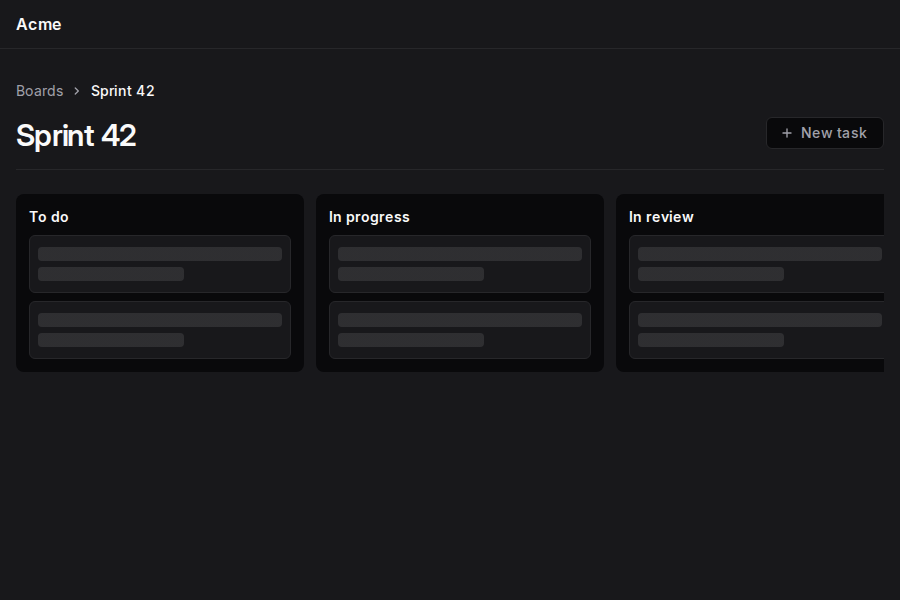 Acme
Boards > Sprint 42
Sprint 42
+ New task
To do
In progress
In review